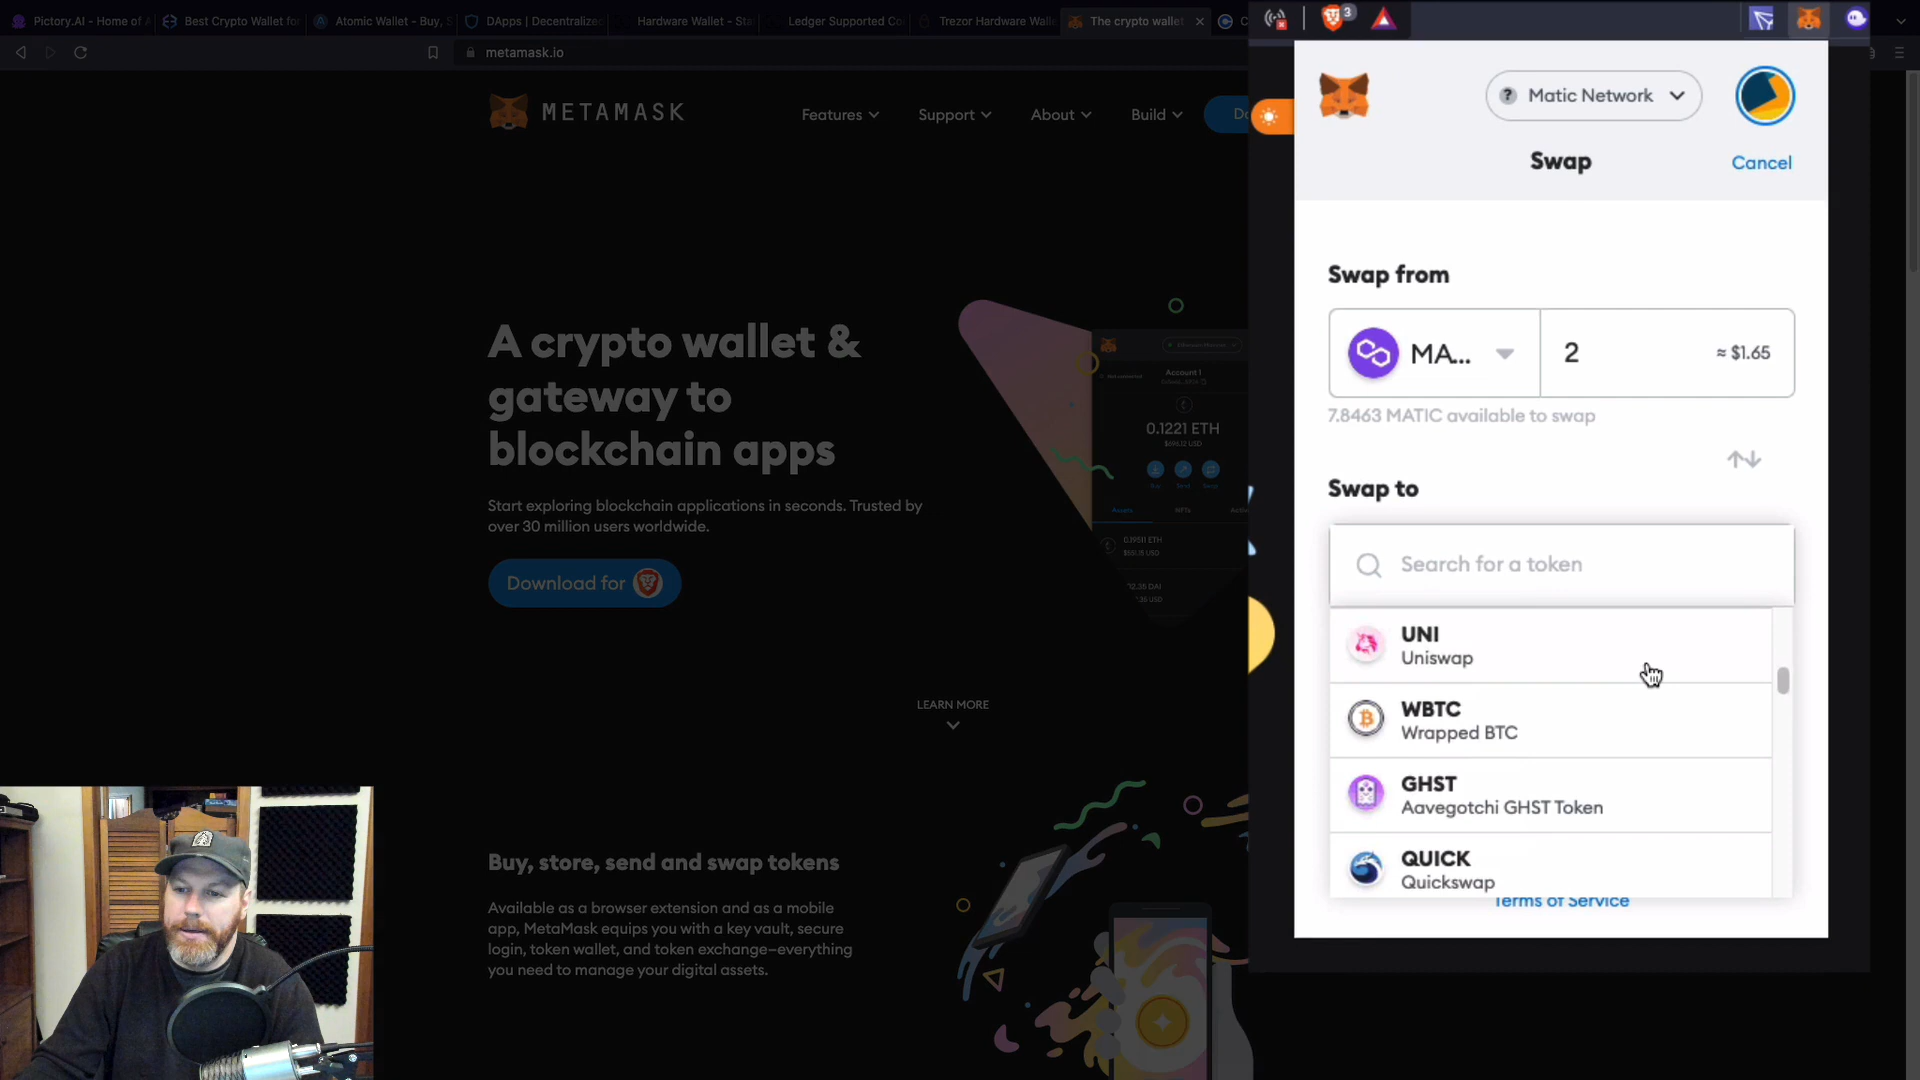 Pictory.AI - Home of A
Best Crypto Wallet for
Atomic Wallet - Buy, S
DApps | Decentralized
Hardware Wallet - Sta
Ledger Supported Co
Trezor Hardware Walle
The crypto wallet
3
metamask.io
METAMASK
Features
Support
About
Build
A crypto wallet &
gateway to
blockchain apps
Start exploring blockchain applications in seconds. Trusted by
over 30 million users worldwide.
Download for
Account 1
0.1221 ETH
LEARN MORE
Buy, store, send and swap tokens
Available as a browser extension and as a mobile
app, MetaMask equips you with a key vault, secure
login, token wallet, and token exchange—everything
you need to manage your digital assets.
Matic Network
Swap
Cancel
Swap from
MA...
2
≈ $1.65
7.8463 MATIC available to swap
Swap to
Search for a token
UNI
Uniswap
WBTC
Wrapped BTC
GHST
Aavegotchi GHST Token
QUICK
Quickswap
Terms of Service